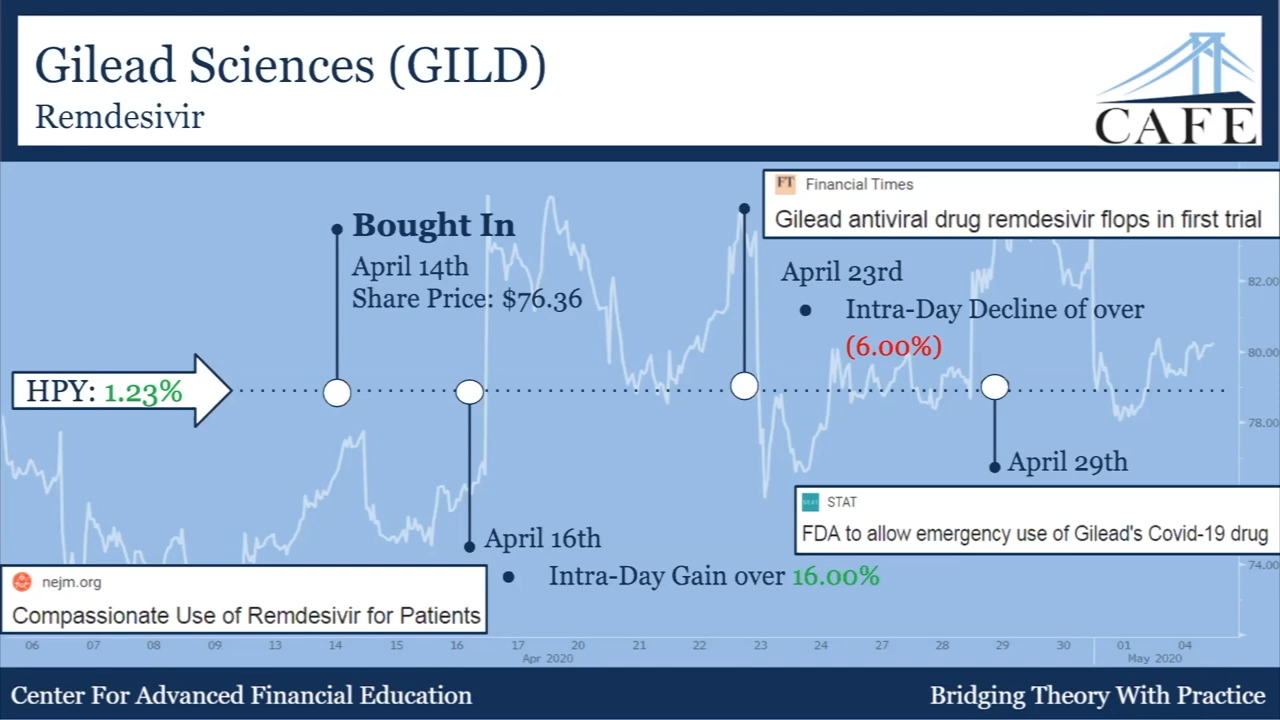 Gilead Sciences (GILD)
Remdesivir
CAFE
FT Financial Times
Gilead antiviral drug remdesivir flops in first trial
Bought In
April 14th
Share Price: $76.36
April 23rd
• Intra-Day Decline of over
(6.00%)
82.00
80.00
HPY: 1.23%
78.00
April 29th
STAT STAT
FDA to allow emergency use of Gilead's Covid-19 drug
April 16th
• Intra-Day Gain over 16.00%
74.00
nejm.org
Compassionate Use of Remdesivir for Patients
06 07 08 09 13 14 15 16 17 20 21 22 23 24 27 28 29 30 01 04
Apr 2020 May 2020
Center For Advanced Financial Education
Bridging Theory With Practice